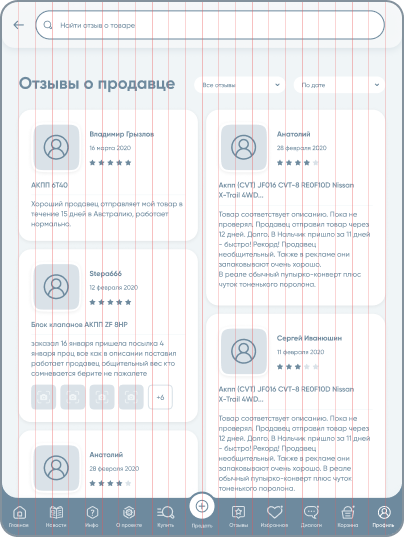 Найти отзыв о товаре
Отзывы о продавце
Все отзывы
По дате
Владимир Грызлов
16 марта 2020
АКПП 6Т40
Хороший продавец отправляет мой товар в
течение 15 дней в Австралию, работает
нормально.
Stepa666
12 февраля 2020
Блок клапанов АКПП ZF 8HP
заказал 16 января пришела посылка 4
января проц все как в описании поставил
работает продавец общительный вес кто
сомневается берите не пожалете
+6
Анатолий
28 февраля 2020
Анатолий
28 февраля 2020
Акпп (CVT) JF016 CVT-8 RE0F10D Nissan
X-Trail 4WD...
Товар соответствует описанию. Пока не
проверял. Продавец отправил товар через
12 дней. Долго. В Нальчик пришло за 11 дней
- быстро! Рекорд! Продавец
необщительный. Также в рекламе они
запаковывают очень хорошо.
В реале обычный пупырко-конверт плюс
чуток тоненького поролона.
Сергей Иванюшин
11 февраля 2020
Акпп (CVT) JF016 CVT-8 RE0F10D Nissan
X-Trail 4WD...
Товар соответствует описанию. Пока не
проверял. Продавец отправил товар через
12 дней. Долго. В Нальчик пришло за 11 дней
- быстро! Рекорд! Продавец
необщительный. Также в рекламе они
запаковывают очень хорошо. В реале
обычный пупырко-конверт плюс чуток
тоненького поролона.
Главное
Новости
Инфо
О проекте
Купить
Продать
Отзывы
Избранное
Диалоги
Корзина
Профиль